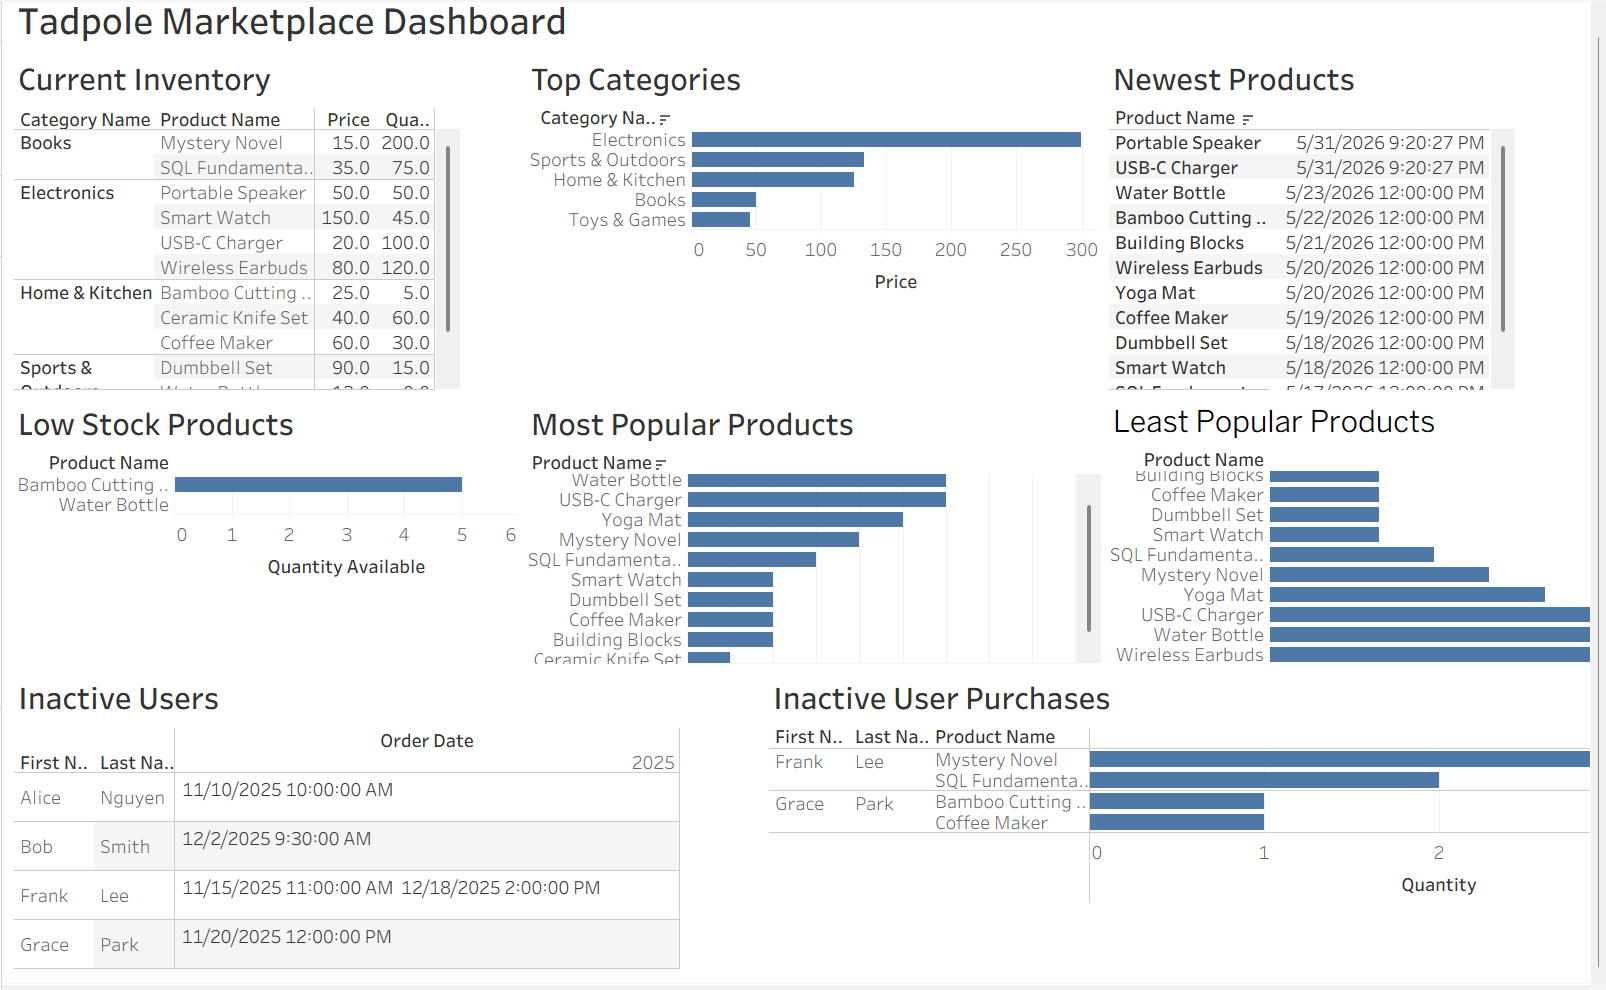 Tadpole Marketplace Dashboard
Current Inventory
Category Name Product Name Price Qua..
Books Mystery Novel 15.0 200.0
SQL Fundamenta.. 35.0 75.0
Electronics Portable Speaker 50.0 50.0
Smart Watch 150.0 45.0
USB-C Charger 20.0 100.0
Wireless Earbuds 80.0 120.0
Home & Kitchen Bamboo Cutting .. 25.0 5.0
Ceramic Knife Set 40.0 60.0
Coffee Maker 60.0 30.0
Sports & Dumbbell Set 90.0 15.0
Top Categories
Category Na..
Electronics
Sports & Outdoors
Home & Kitchen
Books
Toys & Games
0 50 100 150 200 250 300
Price
Newest Products
Product Name
Portable Speaker 5/31/2026 9:20:27 PM
USB-C Charger 5/31/2026 9:20:27 PM
Water Bottle 5/23/2026 12:00:00 PM
Bamboo Cutting .. 5/22/2026 12:00:00 PM
Building Blocks 5/21/2026 12:00:00 PM
Wireless Earbuds 5/20/2026 12:00:00 PM
Yoga Mat 5/20/2026 12:00:00 PM
Coffee Maker 5/19/2026 12:00:00 PM
Dumbbell Set 5/18/2026 12:00:00 PM
Smart Watch 5/18/2026 12:00:00 PM
Low Stock Products
Product Name
Bamboo Cutting ..
Water Bottle
0 1 2 3 4 5 6
Quantity Available
Most Popular Products
Product Name
Water Bottle
USB-C Charger
Yoga Mat
Mystery Novel
SQL Fundamenta..
Smart Watch
Dumbbell Set
Coffee Maker
Building Blocks
Ceramic Knife Set
Least Popular Products
Product Name
Building Blocks
Coffee Maker
Dumbbell Set
Smart Watch
SQL Fundamenta..
Mystery Novel
Yoga Mat
USB-C Charger
Water Bottle
Wireless Earbuds
Inactive Users
Order Date
First N.. Last Na.. 2025
Alice Nguyen 11/10/2025 10:00:00 AM
Bob Smith 12/2/2025 9:30:00 AM
Frank Lee 11/15/2025 11:00:00 AM 12/18/2025 2:00:00 PM
Grace Park 11/20/2025 12:00:00 PM
Inactive User Purchases
First N.. Last Na.. Product Name
Frank Lee Mystery Novel
SQL Fundamenta..
Grace Park Bamboo Cutting ..
Coffee Maker
0 1 2
Quantity